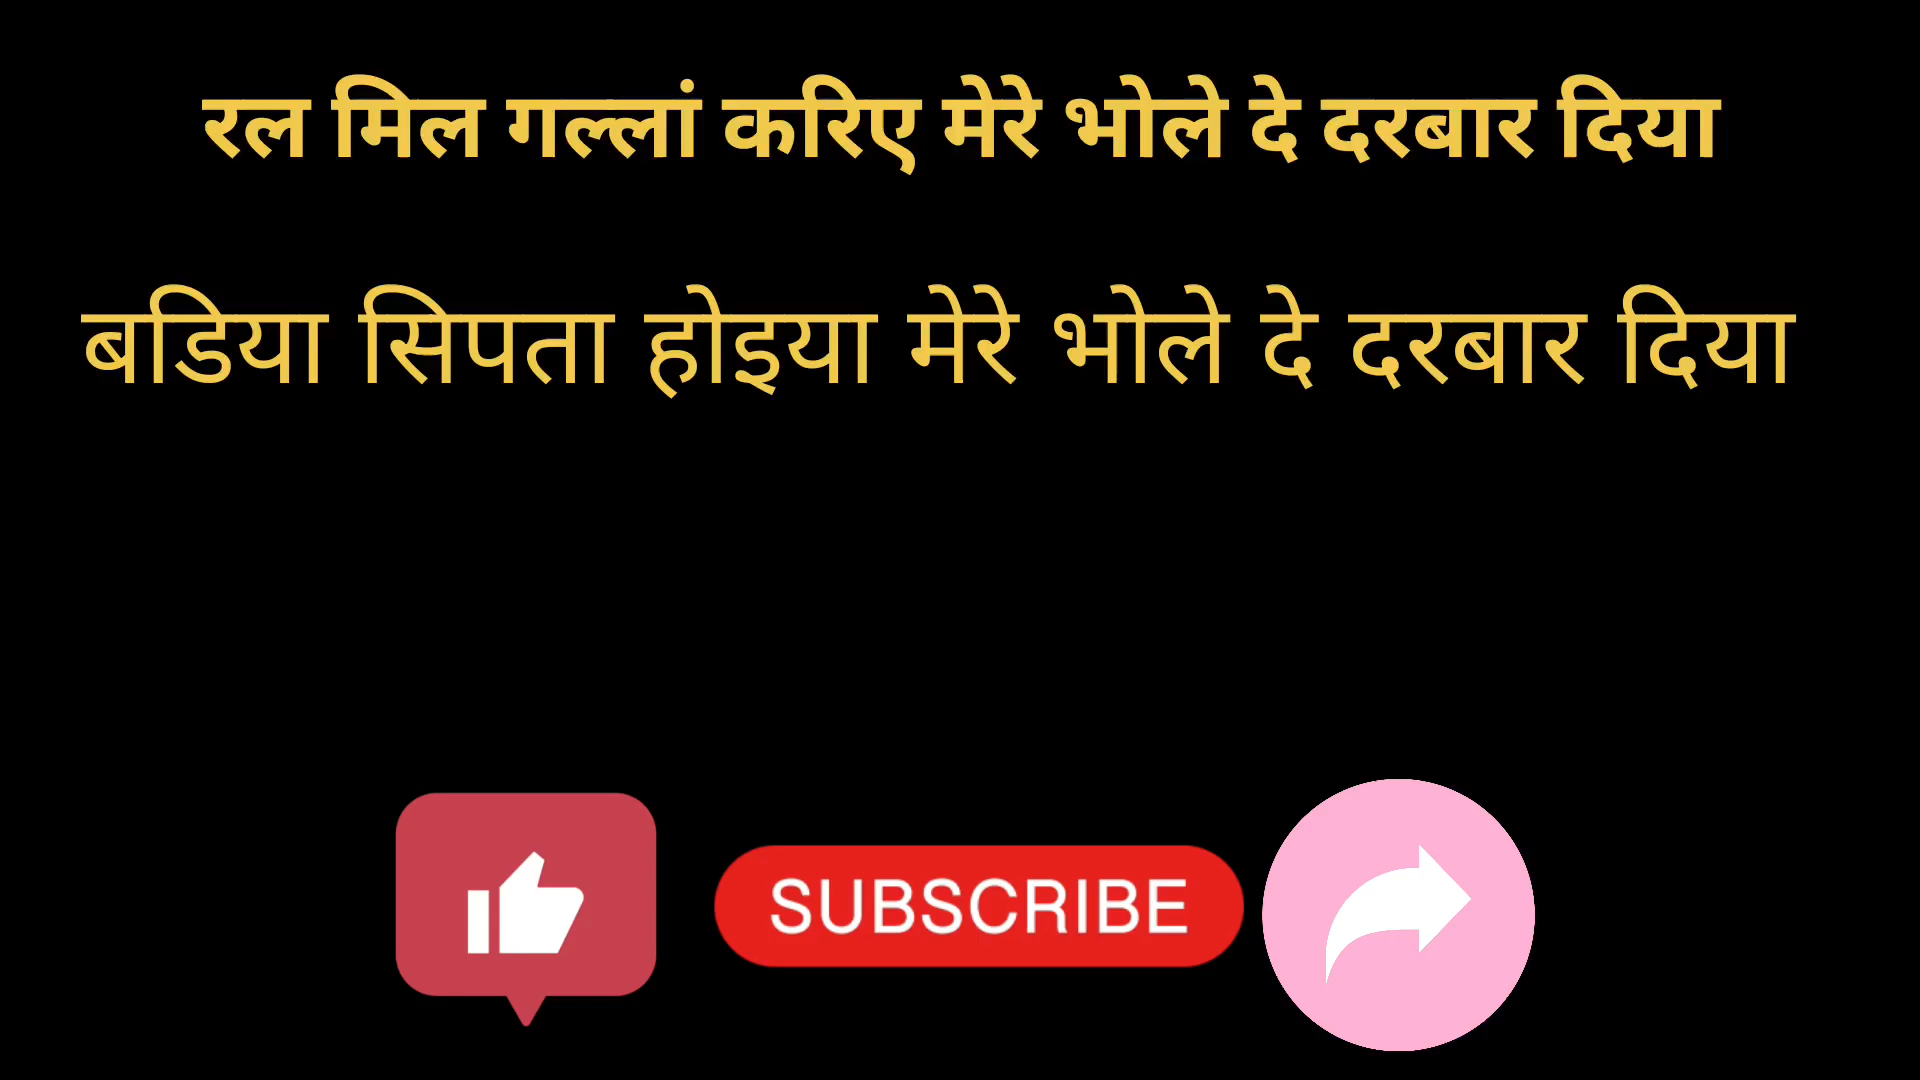 रल मिल गल्लां करिए मेरे भोले दे दरबार दिया
बडिया सिपता होइया मेरे भोले दे दरबार दिया
SUBSCRIBE